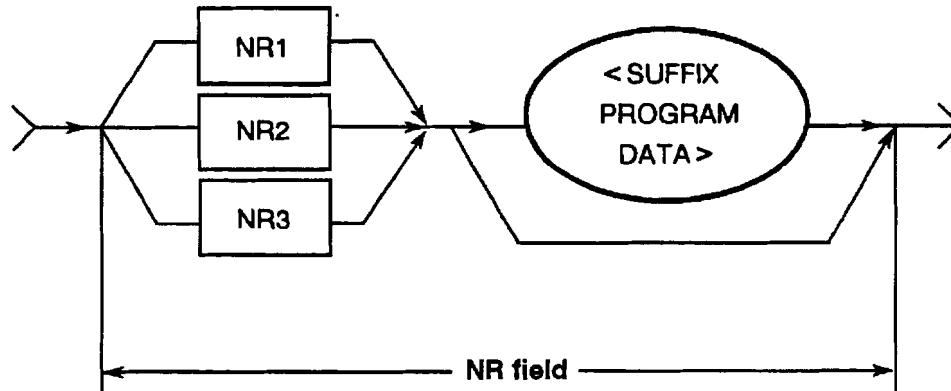 NR1
NR2
NR3
<SUFFIX
PROGRAM
DATA>
NR field